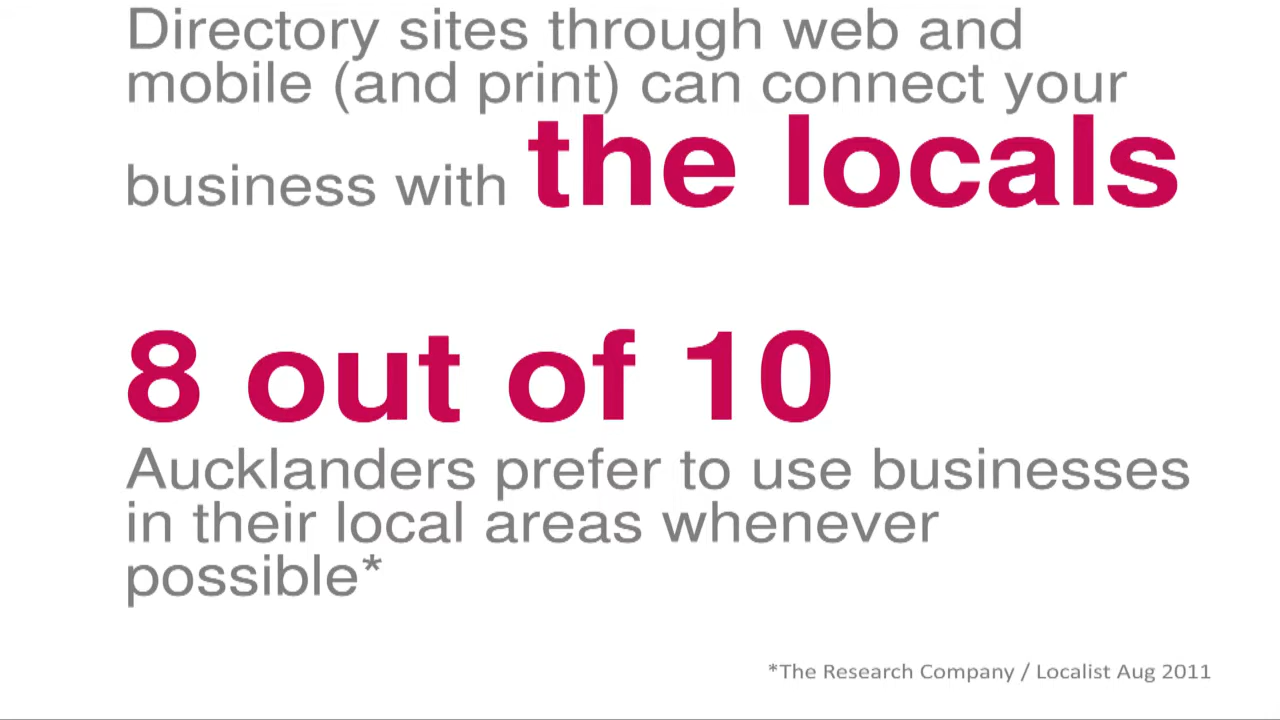 Directory sites through web and
mobile (and print) can connect your
business with the locals
8 out of 10
Aucklanders prefer to use businesses
in their local areas whenever
possible*
*The Research Company / Localist Aug 2011